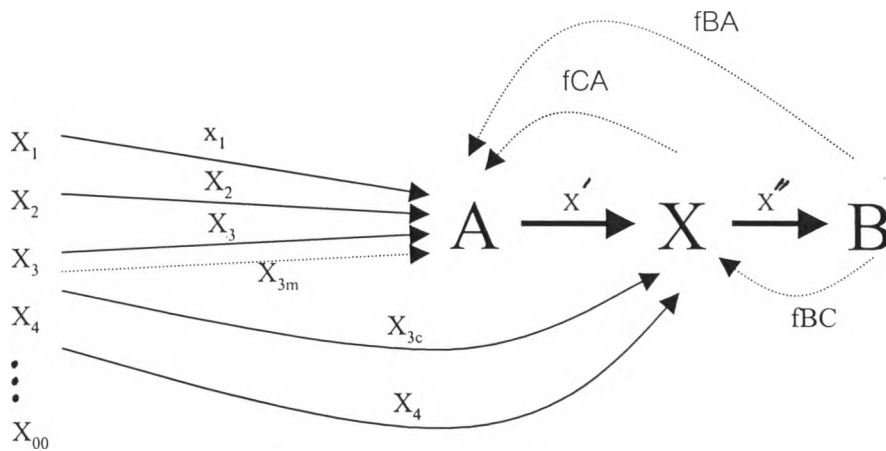 fBA
fCA
X₁
x₁
X₂
X₂
X₃
X₃
X₃ₘ
A
x′
X
x″
B
fBC
X₄
X₃c
X₄
X₀₀